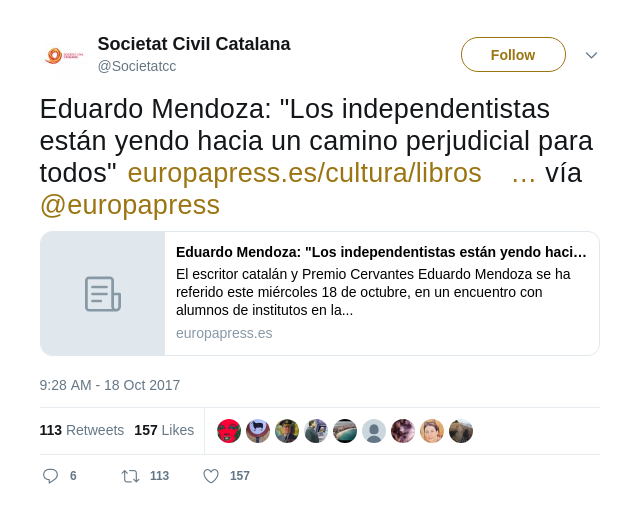 Societat Civil Catalana
@Societatcc
Follow
Eduardo Mendoza: "Los independentistas
están yendo hacia un camino perjudicial para
todos" europapress.es/cultura/libros … vía
@europapress
Eduardo Mendoza: "Los independentistas están yendo haci…
El escritor catalán y Premio Cervantes Eduardo Mendoza se ha
referido este miércoles 18 de octubre, en un encuentro con
alumnos de institutos en la...
europapress.es
9:28 AM - 18 Oct 2017
113 Retweets 157 Likes
6 113 157